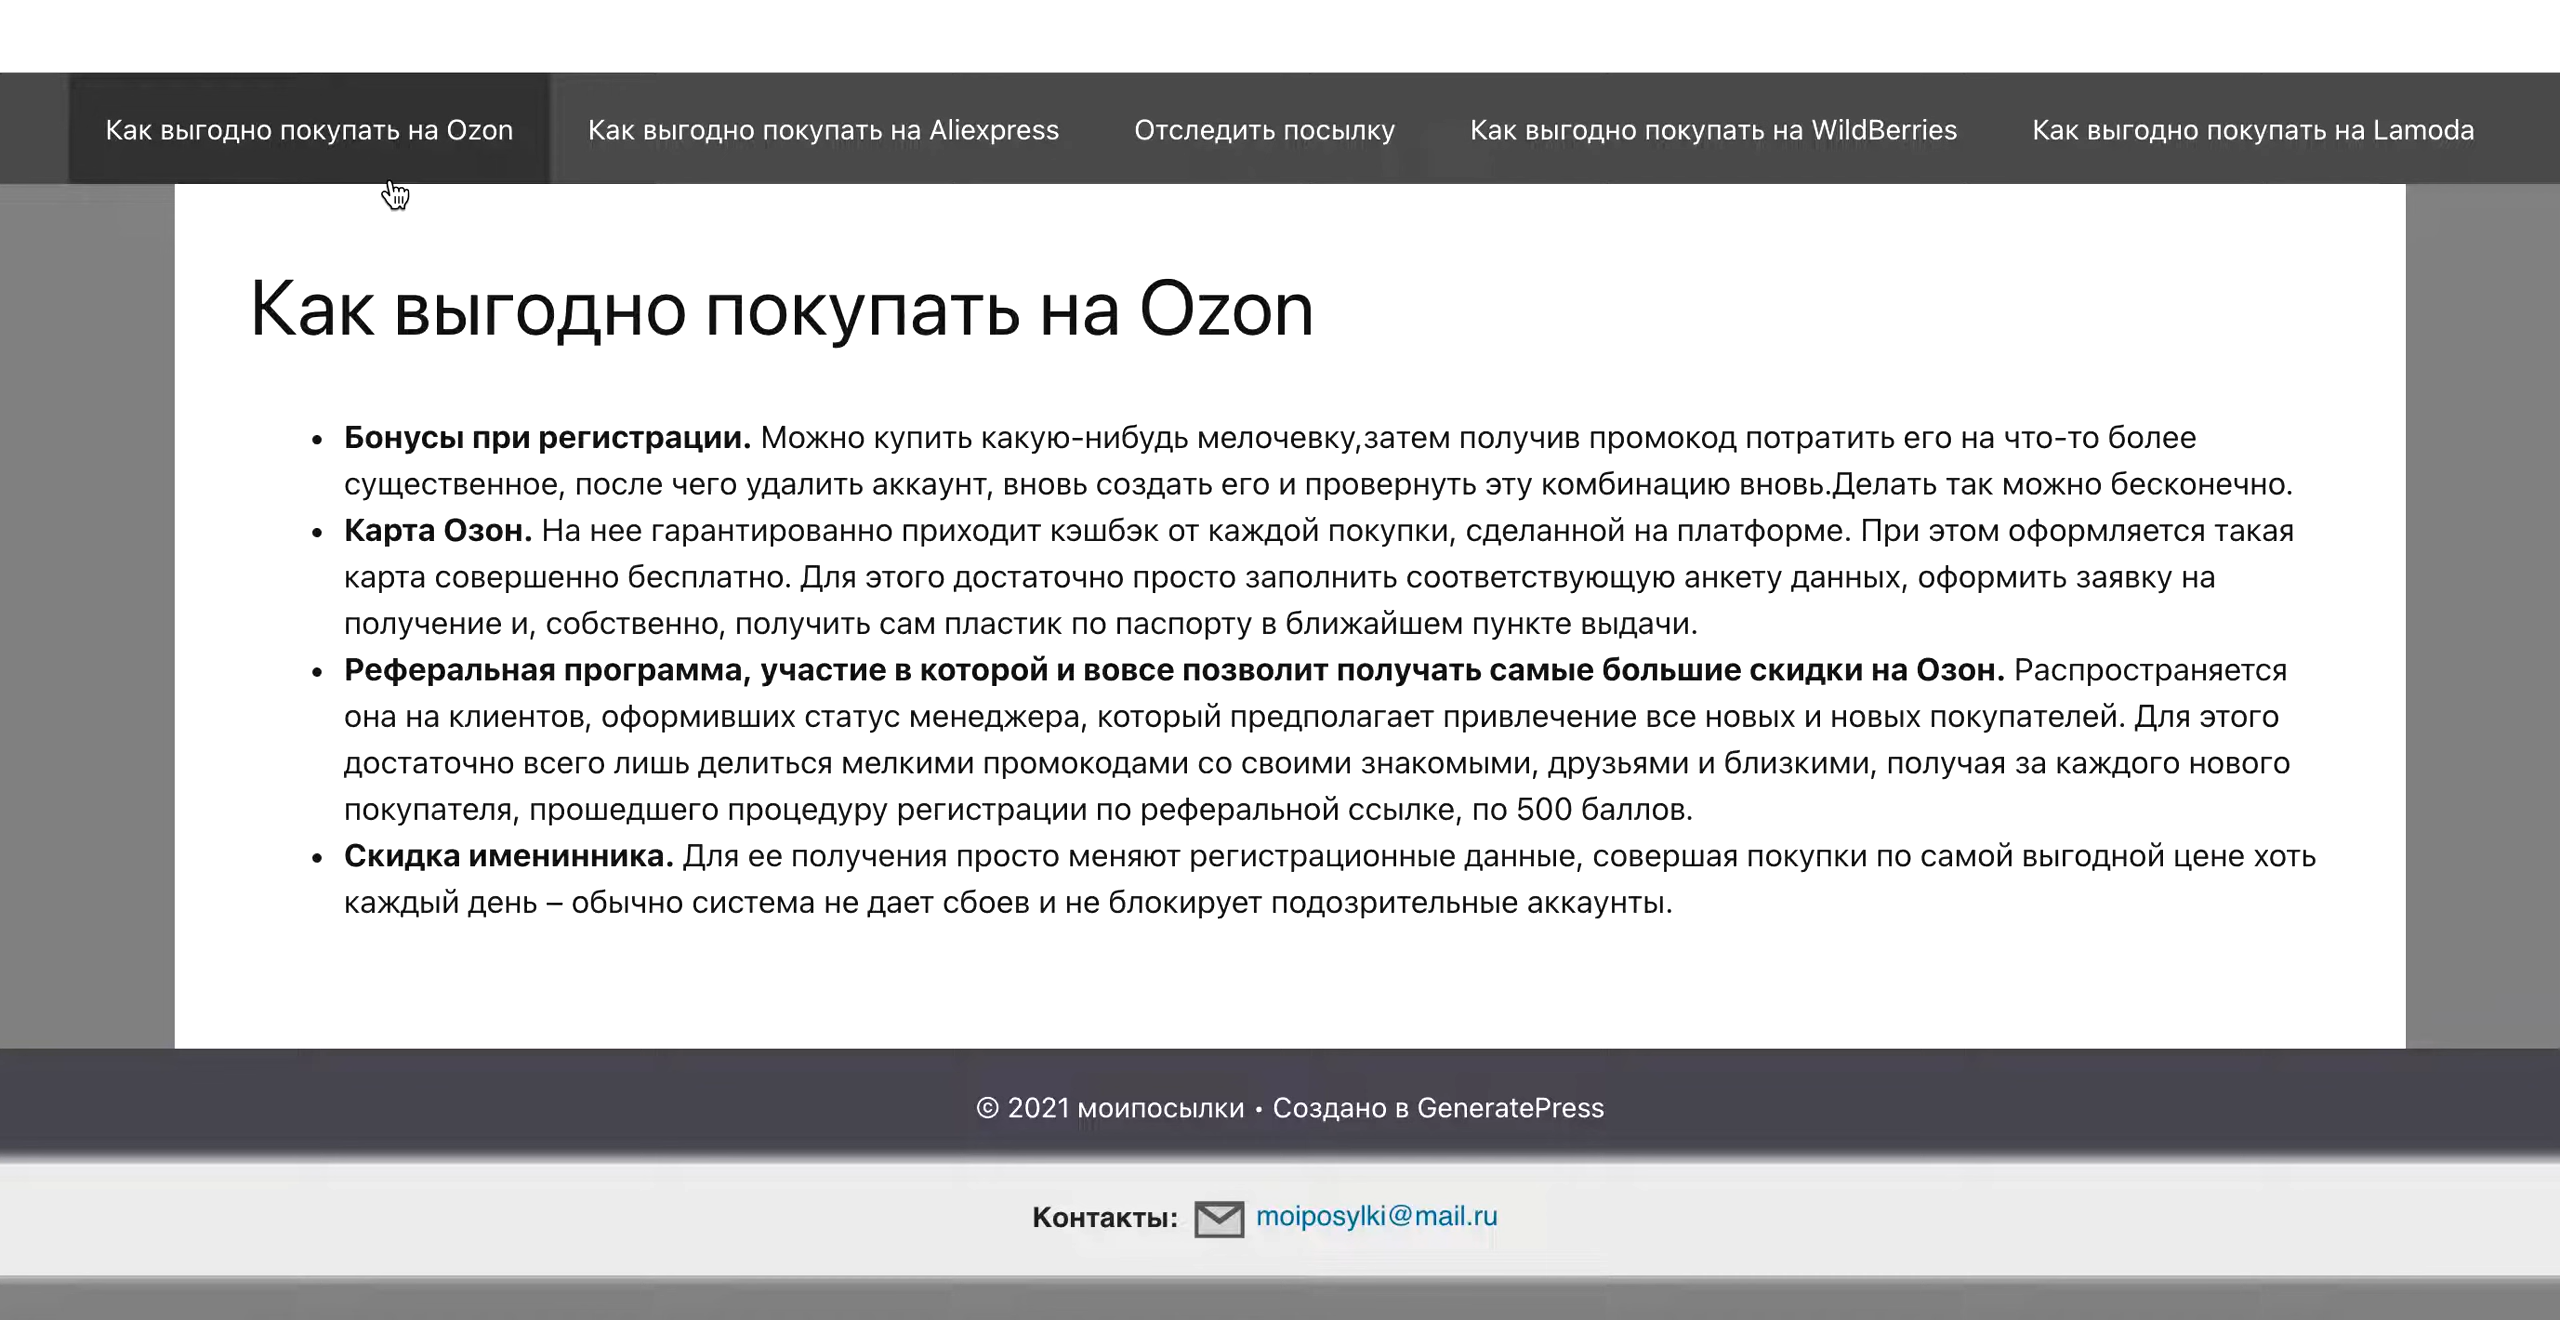 Как выгодно покупать на Ozon
Как выгодно покупать на Aliexpress
Отследить посылку
Как выгодно покупать на WildBerries
Как выгодно покупать на Lamoda
Как выгодно покупать на Ozon
• Бонусы при регистрации. Можно купить какую-нибудь мелочевку,затем получив промокод потратить его на что-то более
существенное, после чего удалить аккаунт, вновь создать его и провернуть эту комбинацию вновь.Делать так можно бесконечно.
• Карта Озон. На нее гарантированно приходит кэшбэк от каждой покупки, сделанной на платформе. При этом оформляется такая
карта совершенно бесплатно. Для этого достаточно просто заполнить соответствующую анкету данных, оформить заявку на
получение и, собственно, получить сам пластик по паспорту в ближайшем пункте выдачи.
• Реферальная программа, участие в которой и вовсе позволит получать самые большие скидки на Озон. Распространяется
она на клиентов, оформивших статус менеджера, который предполагает привлечение все новых и новых покупателей. Для этого
достаточно всего лишь делиться мелкими промокодами со своими знакомыми, друзьями и близкими, получая за каждого нового
покупателя, прошедшего процедуру регистрации по реферальной ссылке, по 500 баллов.
• Скидка именинника. Для ее получения просто меняют регистрационные данные, совершая покупки по самой выгодной цене хоть
каждый день – обычно система не дает сбоев и не блокирует подозрительные аккаунты.
© 2021 моипосылки • Создано в GeneratePress
Контакты: moiposylki@mail.ru